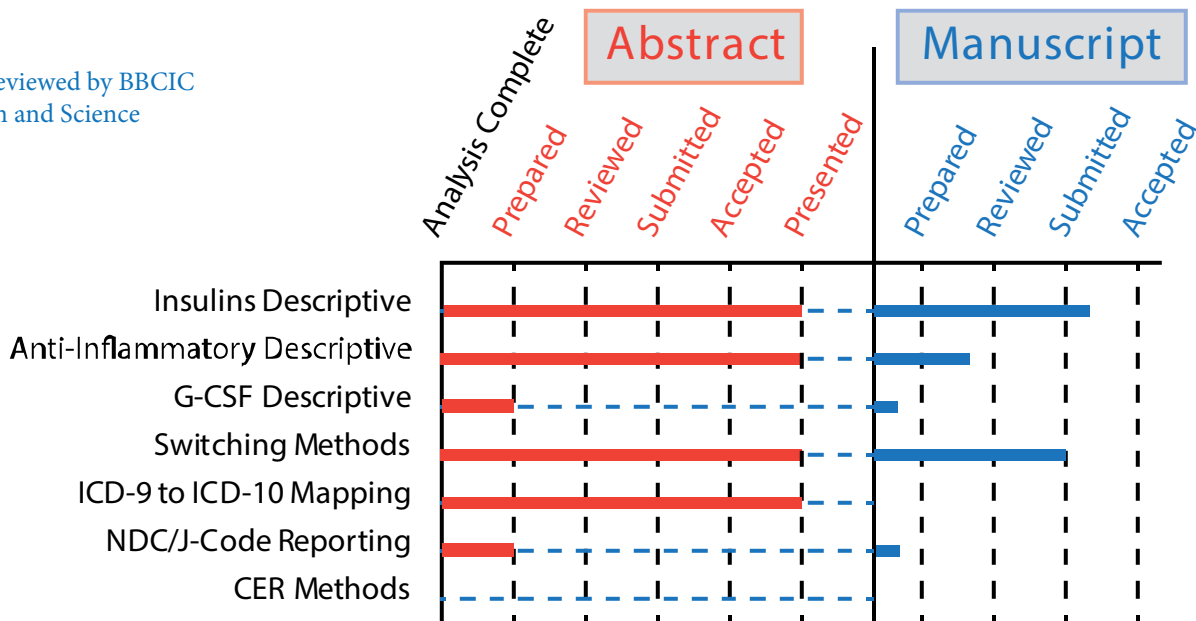 Abstract
Manuscript
eviewed by BBCIC
and Science
Analysis Complete
Prepared
Reviewed
Submitted
Accepted
Presented
Prepared
Reviewed
Submitted
Accepted
Insulins Descriptive
Anti-Inflammatory Descriptive
G-CSF Descriptive
Switching Methods
ICD-9 to ICD-10 Mapping
NDC/J-Code Reporting
CER Methods